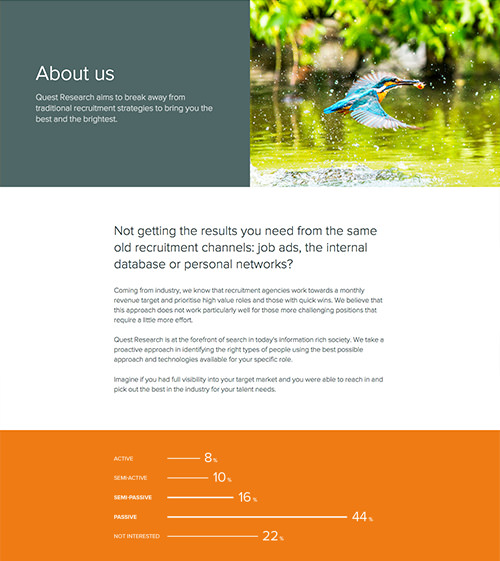 About us
Quest Research aims to break away from
traditional recruitment strategies to bring you the
best and the brightest.
Not getting the results you need from the same
old recruitment channels: job ads, the internal
database or personal networks?
Coming from industry, we know that recruitment agencies work towards a monthly
revenue target and prioritise high value roles and those with quick wins. We believe that
this approach does not work particularly well for those more challenging positions that
require a little more effort.
Quest Research is at the forefront of search in today's information rich society. We take a
proactive approach in identifying the right types of people using the best possible
approach and technologies available for your specific role.
Imagine if you had full visibility into your target market and you were able to reach in and
pick out the best in the industry for your talent needs.
ACTIVE 8%
SEMI-ACTIVE 10%
SEMI-PASSIVE 16%
PASSIVE 44%
NOT INTERESTED 22%